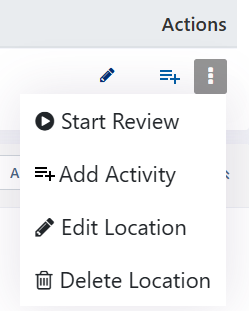 Actions
Start Review
A
Add Activity
Edit Location
Delete Location